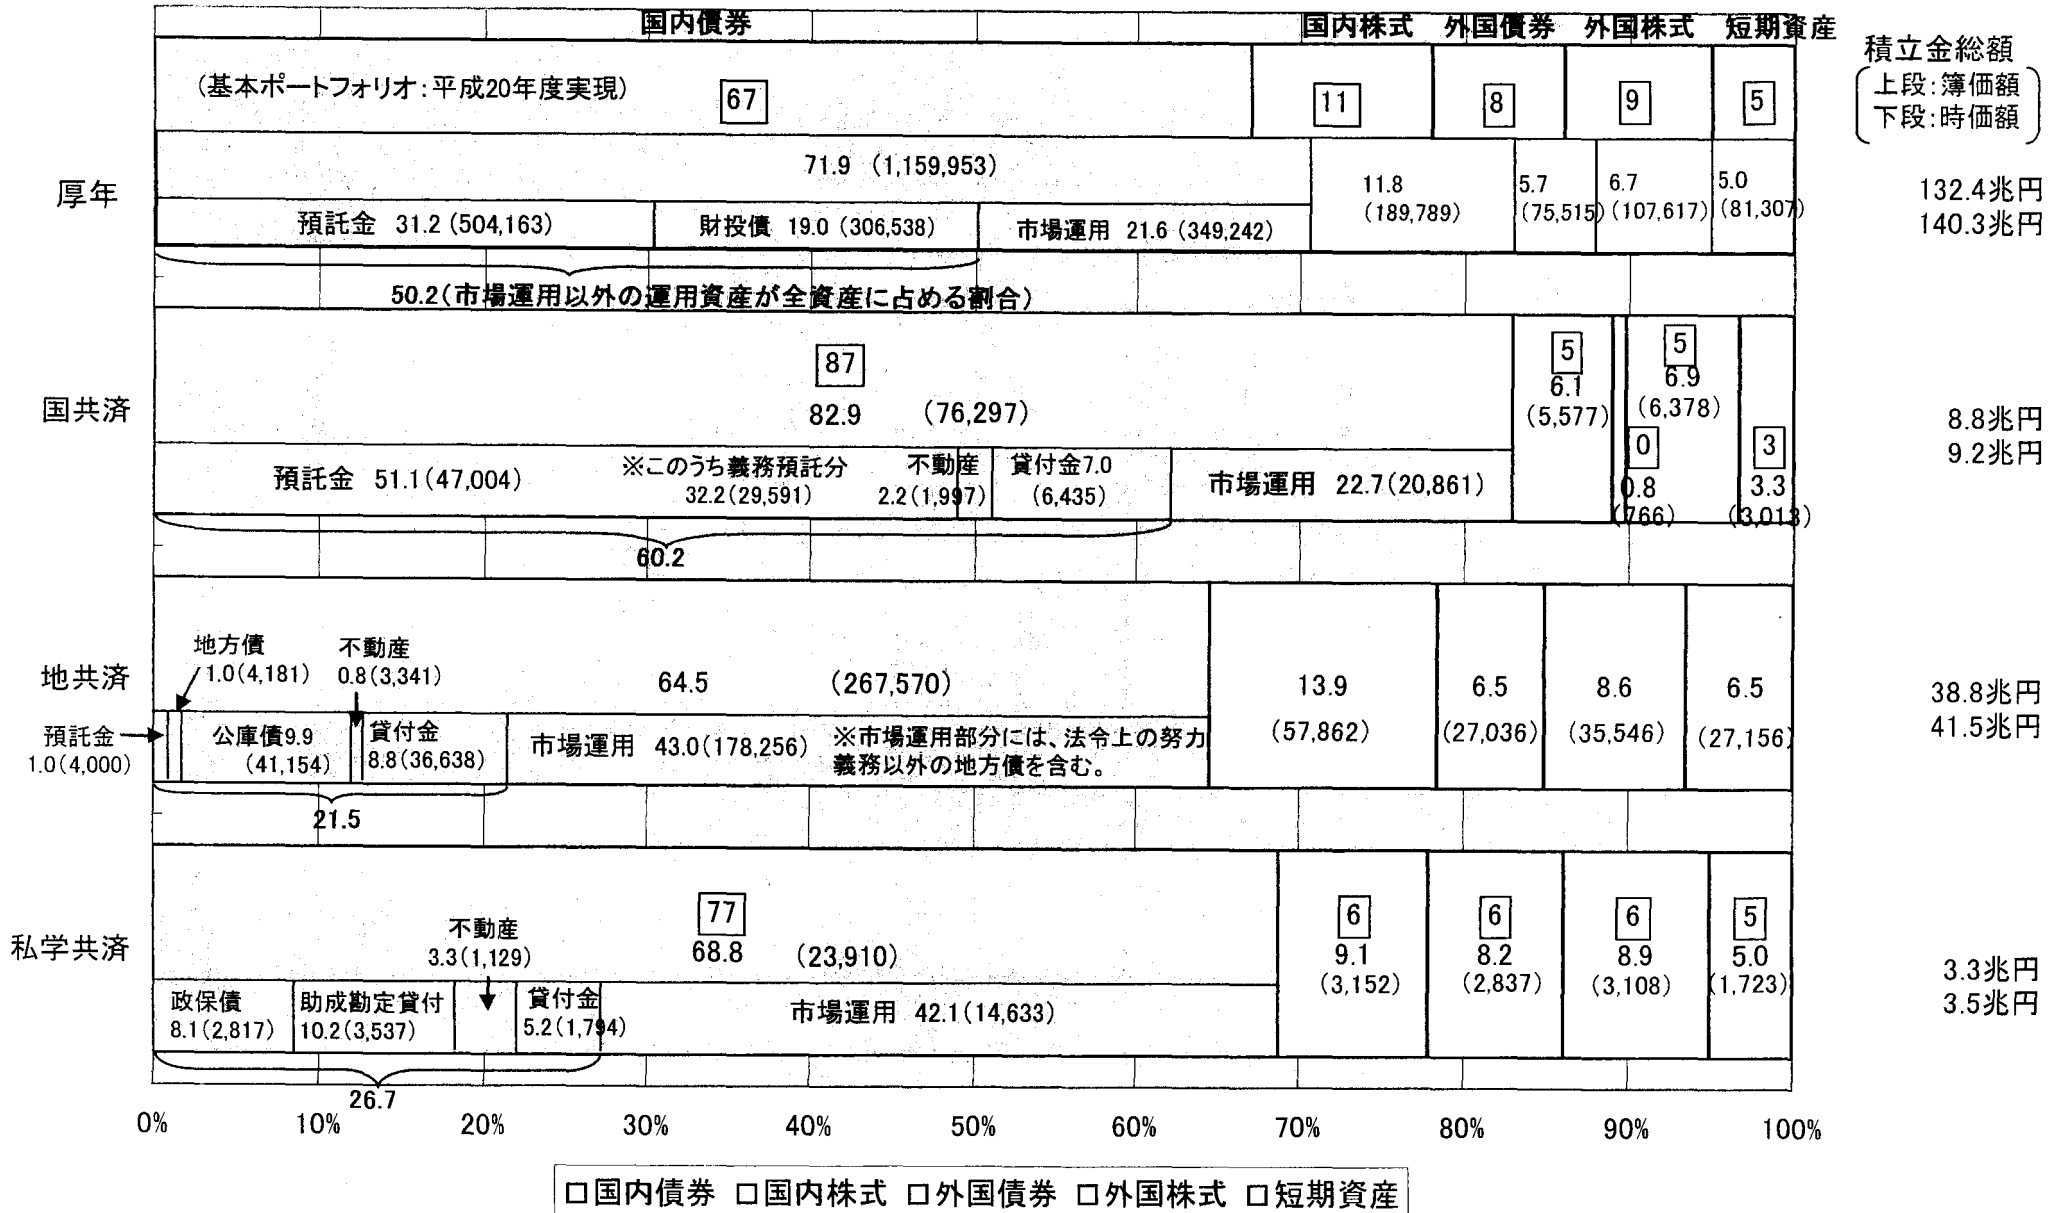 国内債券 国内株式 外国債券 外国株式 短期資産
積立金総額
上段:簿価額
下段:時価額
(基本ポートフォリオ:平成20年度実現)
67 11 8 9 5
厚年
71.9 (1,159,953)
11.8
(189,789)
5.7
(75,515)
6.7
(107,617)
5.0
(81,307)
132.4兆円
140.3兆円
預託金 31.2 (504,163)
財投債 19.0 (306,538)
市場運用 21.6 (349,242)
50.2(市場運用以外の運用資産が全資産に占める割合)
国共済
87
82.9 (76,297)
5
6.1
(5,577)
5
6.9
(6,378)
0
0.8
(766)
3
3.3
(3,013)
8.8兆円
9.2兆円
預託金 51.1(47,004)
※このうち義務預託分
32.2(29,591)
不動産
2.2(1,997)
貸付金7.0
(6,435)
市場運用 22.7(20,861)
60.2
地共済
地方債
1.0(4,181)
不動産
0.8(3,341)
64.5 (267,570)
13.9
(57,862)
6.5
(27,036)
8.6
(35,546)
6.5
(27,156)
38.8兆円
41.5兆円
預託金
1.0(4,000)
公庫債9.9
(41,154)
貸付金
8.8(36,638)
市場運用 43.0(178,256)
※市場運用部分には、法令上の努力
義務以外の地方債を含む。
21.5
私学共済
77
68.8 (23,910)
不動産
3.3(1,129)
6
9.1
(3,152)
6
8.2
(2,837)
6
8.9
(3,108)
5
5.0
(1,723)
3.3兆円
3.5兆円
政保債
8.1(2,817)
助成勘定貸付
10.2(3,537)
貸付金
5.2(1,794)
市場運用 42.1(14,633)
26.7
0% 10% 20% 30% 40% 50% 60% 70% 80% 90% 100%
国内債券 国内株式 外国債券 外国株式 短期資産